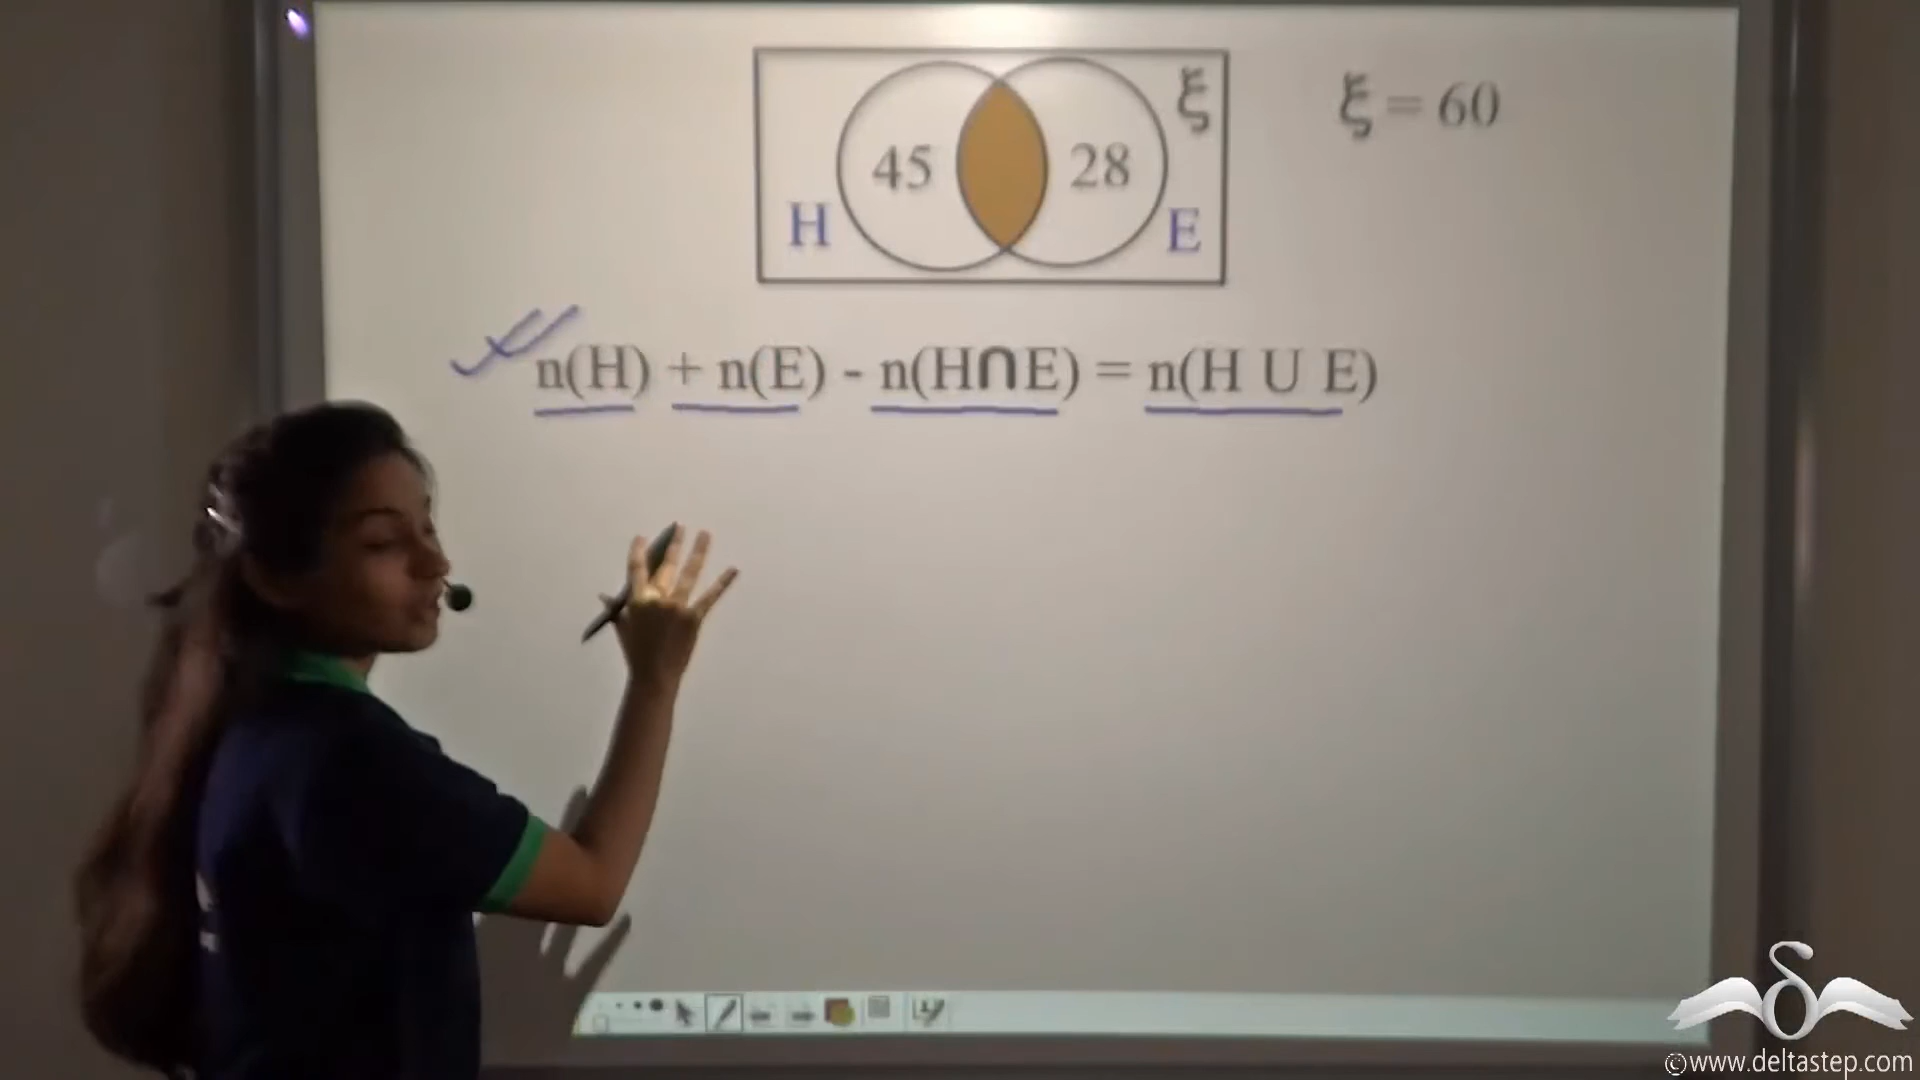 ξ
ξ = 60
45
28
H
E
n(H) + n(E) - n(H∩E) = n(H U E)
©www.deltastep.com